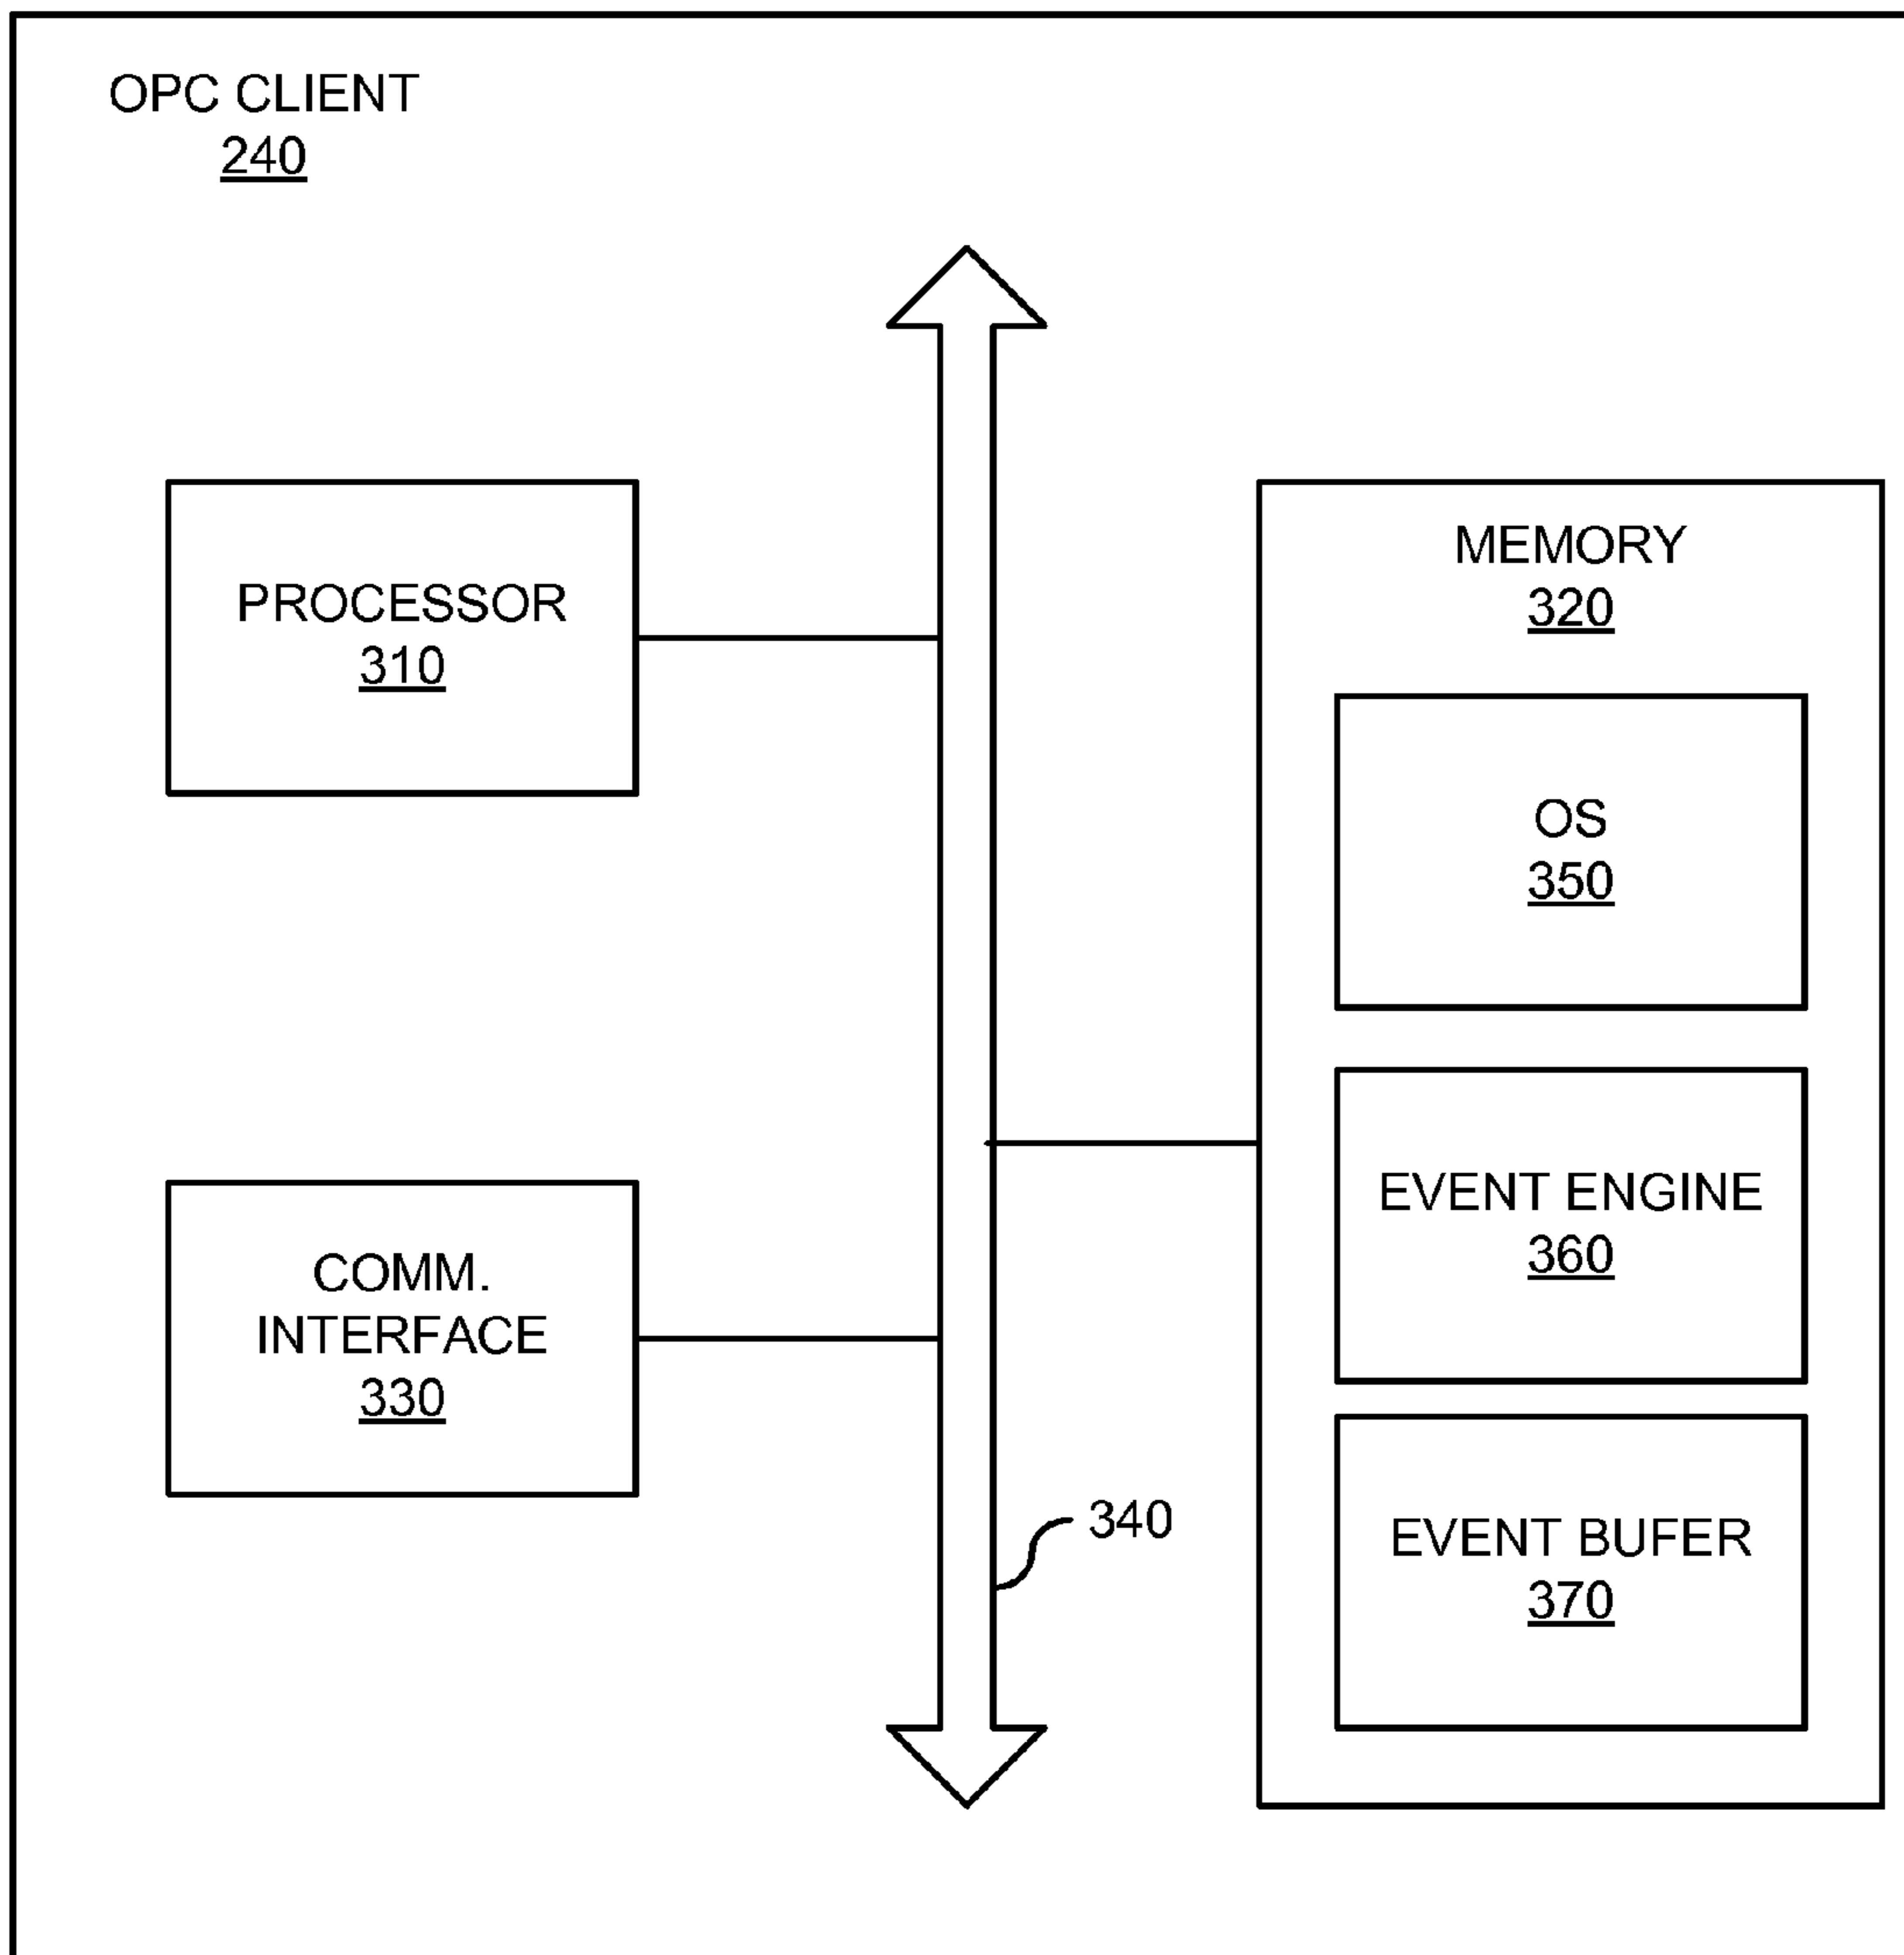 OPC CLIENT
240
PROCESSOR
310
MEMORY
320
OS
350
EVENT ENGINE
360
COMM.
INTERFACE
330
340
EVENT BUFER
370